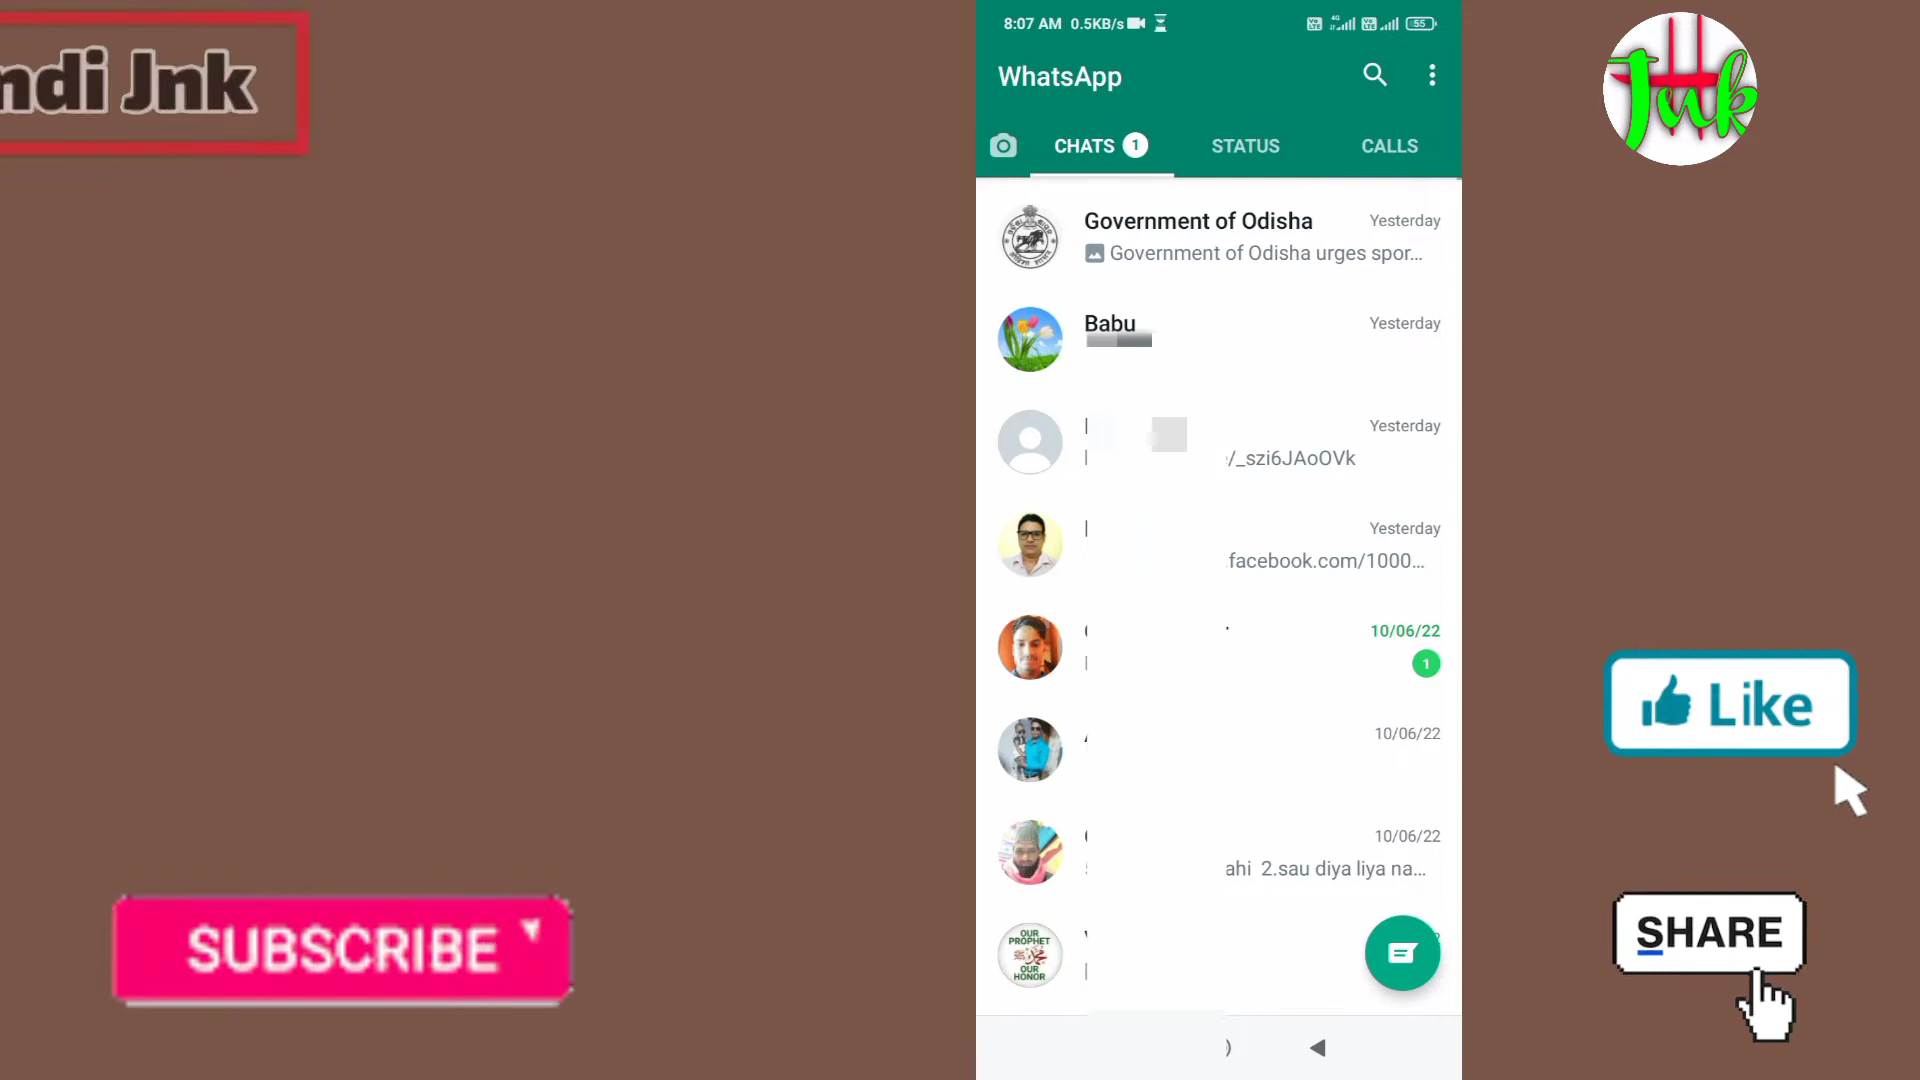 ndi Jnk
8:07 AM 0.5KB/s
4G
55
WhatsApp
CHATS 1
STATUS
CALLS
Government of Odisha
Yesterday
Government of Odisha urges spor...
Babu
Yesterday
Yesterday
/_szi6JAoOVk
Yesterday
.facebook.com/1000...
10/06/22
1
10/06/22
10/06/22
ahi 2.sau diya liya na...
OUR
PROPHET
OUR
HONOR
Jnk
Like
SUBSCRIBE
SHARE